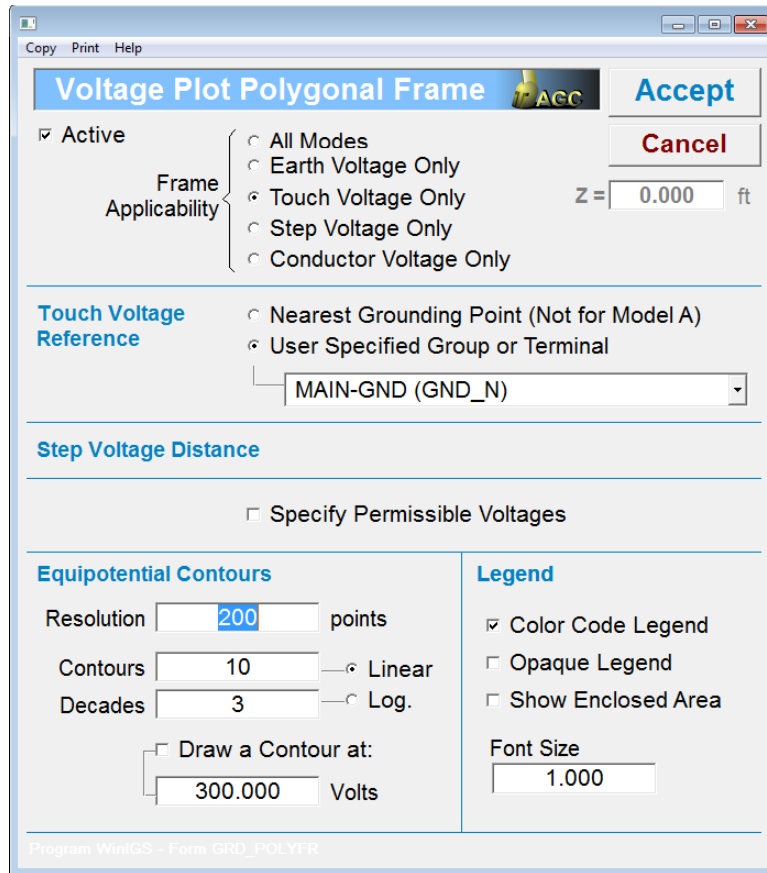 Copy Print Help
Voltage Plot Polygonal Frame AGC
Accept
Active
Cancel
Frame Applicability
All Modes
Earth Voltage Only
Touch Voltage Only
Step Voltage Only
Conductor Voltage Only
Z = 0.000 ft
Touch Voltage Reference
Nearest Grounding Point (Not for Model A)
User Specified Group or Terminal
MAIN-GND (GND_N)
Step Voltage Distance
Specify Permissible Voltages
Equipotential Contours
Resolution 200 points
Contours 10 Linear
Decades 3 Log.
Draw a Contour at:
300.000 Volts
Legend
Color Code Legend
Opaque Legend
Show Enclosed Area
Font Size
1.000
Program WinIGS - Form GRD_POLYFR